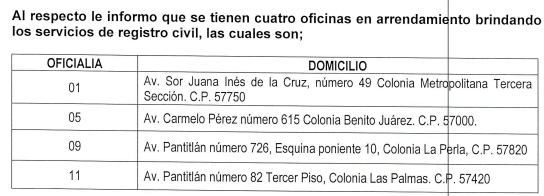 Al respecto le informo que se tienen cuatro oficinas en arrendamiento brindando
los servicios de registro civil, las cuales son;
OFICIALIA DOMICILIO
01 Av. Sor Juana Inés de la Cruz, número 49 Colonia Metropolitana Tercera
Sección. C.P. 57750
05 Av. Carmelo Pérez número 615 Colonia Benito Juárez. C.P. 57000.
09 Av. Pantitlán número 726, Esquina poniente 10, Colonia La Perla, C.P. 57820
11 Av. Pantitlán número 82 Tercer Piso, Colonia Las Palmas. C.P. 57420